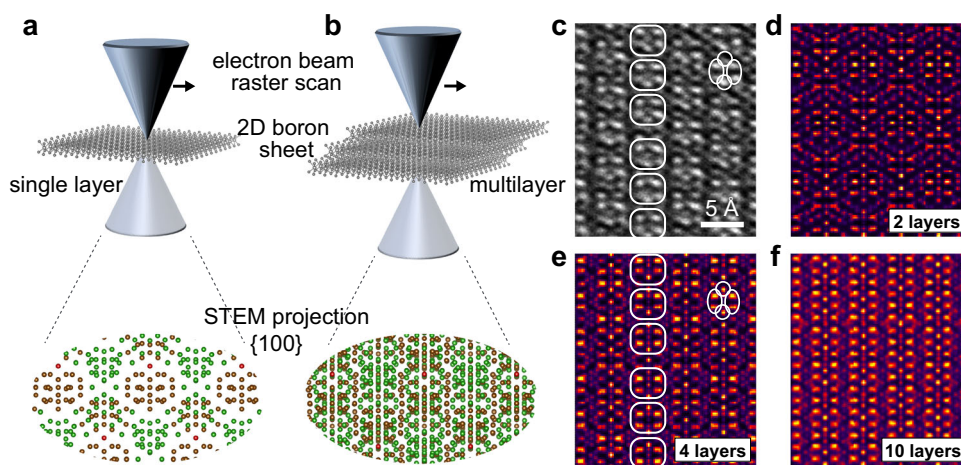 a
b
c
d
electron beam
raster scan
2D boron
sheet
single layer
multilayer
5 Å
2 layers
e
f
STEM projection
{100}
4 layers
10 layers